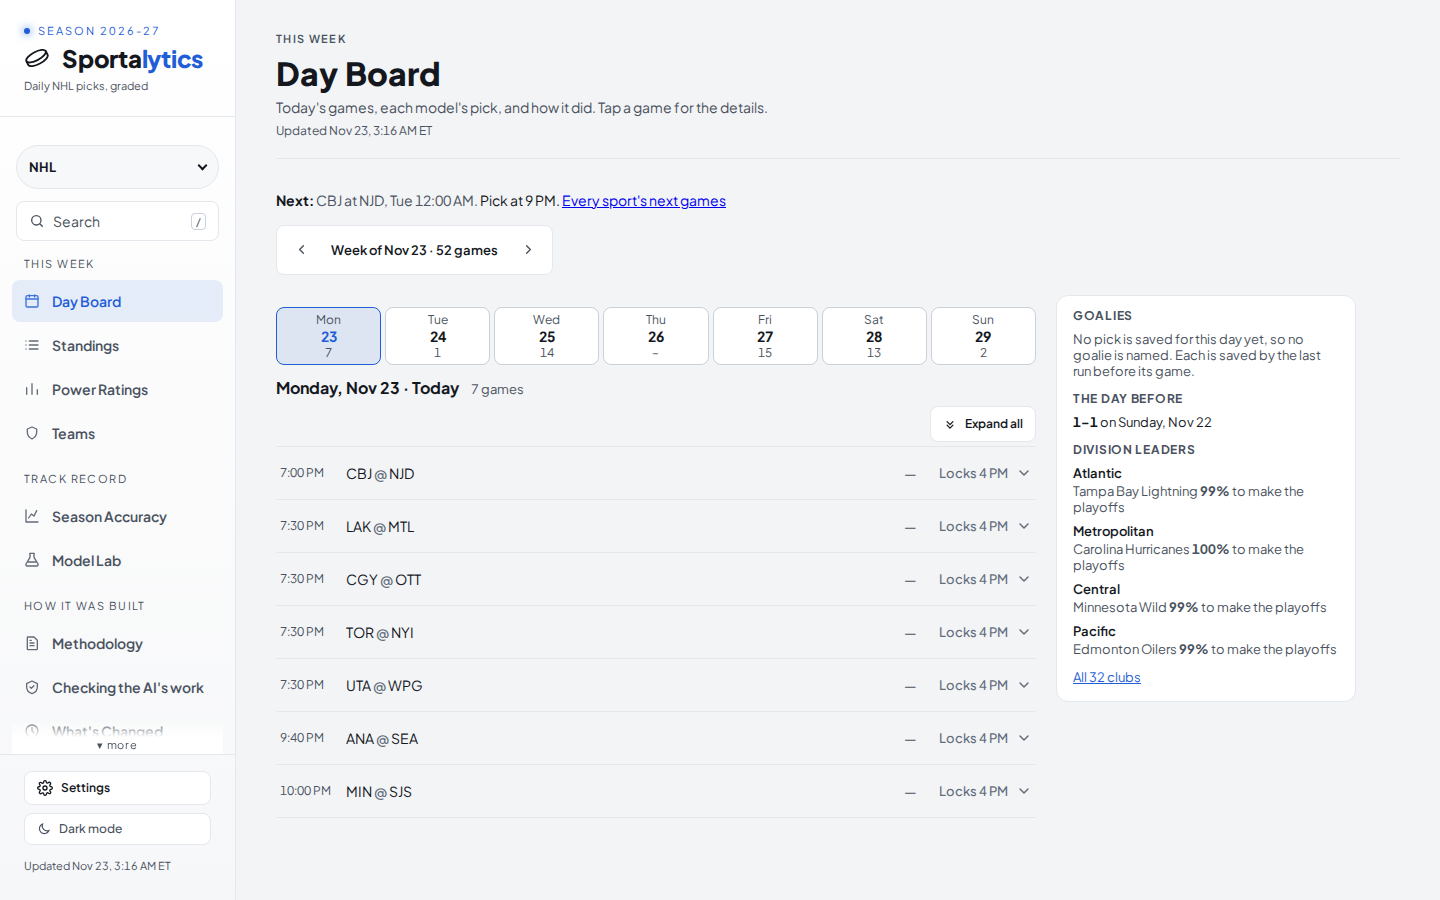 SEASON 2026-27
Sportalytics
Daily NHL picks, graded
NHL
Search /
THIS WEEK
Day Board
Standings
Power Ratings
Teams
TRACK RECORD
Season Accuracy
Model Lab
HOW IT WAS BUILT
Methodology
Checking the AI's work
What's Changed
▾ more
Settings
Dark mode
Updated Nov 23, 3:16 AM ET
THIS WEEK
Day Board
Today's games, each model's pick, and how it did. Tap a game for the details.
Updated Nov 23, 3:16 AM ET
Next: CBJ at NJD, Tue 12:00 AM. Pick at 9 PM. Every sport's next games
Week of Nov 23 · 52 games
Mon
23
7
Tue
24
1
Wed
25
14
Thu
26
–
Fri
27
15
Sat
28
13
Sun
29
2
Monday, Nov 23 · Today 7 games
Expand all
7:00 PM CBJ @ NJD — Locks 4 PM
7:30 PM LAK @ MTL — Locks 4 PM
7:30 PM CGY @ OTT — Locks 4 PM
7:30 PM TOR @ NYI — Locks 4 PM
7:30 PM UTA @ WPG — Locks 4 PM
9:40 PM ANA @ SEA — Locks 4 PM
10:00 PM MIN @ SJS — Locks 4 PM
GOALIES
No pick is saved for this day yet, so no
goalie is named. Each is saved by the last
run before its game.
THE DAY BEFORE
1–1 on Sunday, Nov 22
DIVISION LEADERS
Atlantic
Tampa Bay Lightning 99% to make the
playoffs
Metropolitan
Carolina Hurricanes 100% to make the
playoffs
Central
Minnesota Wild 99% to make the playoffs
Pacific
Edmonton Oilers 99% to make the playoffs
All 32 clubs